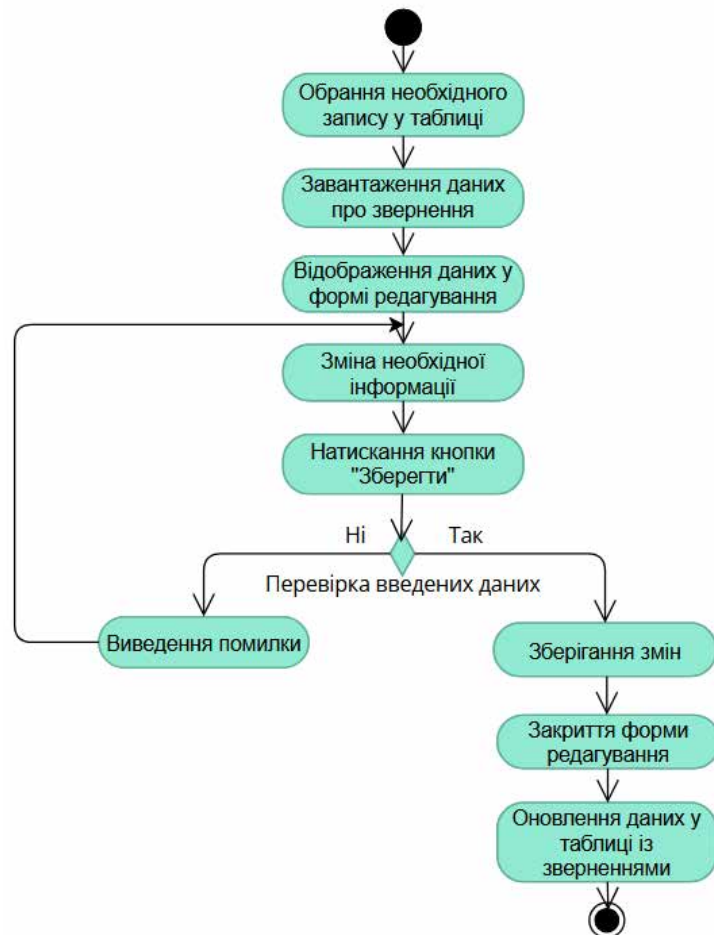 Обрання необхідного
запису у таблиці
Завантаження даних
про звернення
Відображення даних у
формі редагування
Зміна необхідної
інформації
Натискання кнопки
"Зберегти"
Ні
Так
Перевірка введених даних
Виведення помилки
Зберігання змін
Закриття форми
редагування
Оновлення даних у
таблиці із
зверненнями